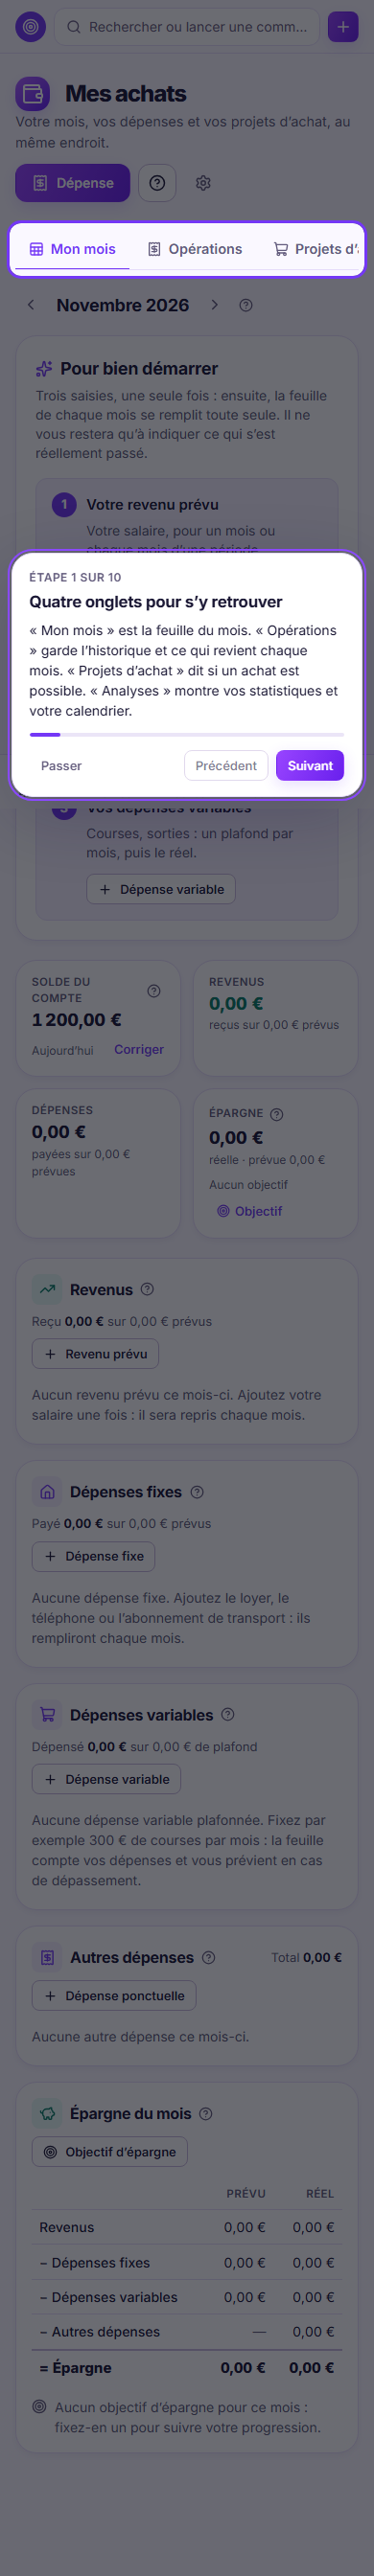 Rechercher ou lancer une comm...
Mes achats
Votre mois, vos dépenses et vos projets d’achat, au
même endroit.
Dépense
Mon mois
Opérations
Projets d’
Novembre 2026
Pour bien démarrer
Trois saisies, une seule fois : ensuite, la feuille
de chaque mois se remplit toute seule. Il ne
vous restera qu’à indiquer ce qui s’est
réellement passé.
1
Votre revenu prévu
Votre salaire, pour un mois ou
ÉTAPE 1 SUR 10
Quatre onglets pour s’y retrouver
« Mon mois » est la feuille du mois. « Opérations
» garde l’historique et ce qui revient chaque
mois. « Projets d’achat » dit si un achat est
possible. « Analyses » montre vos statistiques et
votre calendrier.
Passer
Précédent
Suivant
Vos dépenses variables
Courses, sorties : un plafond par
mois, puis le réel.
+ Dépense variable
SOLDE DU
COMPTE
1 200,00 €
Aujourd’hui
Corriger
REVENUS
0,00 €
reçus sur 0,00 € prévus
DÉPENSES
0,00 €
payées sur 0,00 €
prévues
ÉPARGNE
0,00 €
réelle · prévue 0,00 €
Aucun objectif
Objectif
Revenus
Reçu 0,00 € sur 0,00 € prévus
+ Revenu prévu
Aucun revenu prévu ce mois-ci. Ajoutez votre
salaire une fois : il sera repris chaque mois.
Dépenses fixes
Payé 0,00 € sur 0,00 € prévus
+ Dépense fixe
Aucune dépense fixe. Ajoutez le loyer, le
téléphone ou l’abonnement de transport : ils
rempliront chaque mois.
Dépenses variables
Dépensé 0,00 € sur 0,00 € de plafond
+ Dépense variable
Aucune dépense variable plafonnée. Fixez par
exemple 300 € de courses par mois : la feuille
compte vos dépenses et vous prévient en cas
de dépassement.
Autres dépenses
Total 0,00 €
+ Dépense ponctuelle
Aucune autre dépense ce mois-ci.
Épargne du mois
Objectif d’épargne
PRÉVU RÉEL
Revenus 0,00 € 0,00 €
− Dépenses fixes 0,00 € 0,00 €
− Dépenses variables 0,00 € 0,00 €
− Autres dépenses — 0,00 €
= Épargne 0,00 € 0,00 €
Aucun objectif d’épargne pour ce mois :
fixez-en un pour suivre votre progression.